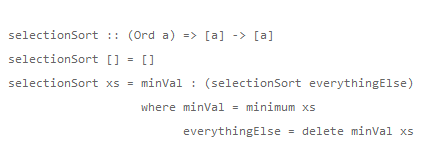 selectionSort :: (Ord a) => [a] -> [a]
selectionSort [] = []
selectionSort xs = minVal : (selectionSort everythingElse)
where minVal = minimum xs
everythingElse = delete minVal xs